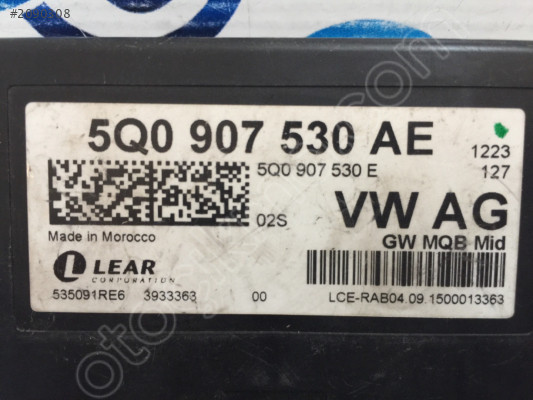 5Q0 907 530 AE
1223
5Q0 907 530 E
127
02S
VW AG
Made in Morocco
GW MQB Mid
LEAR
CORPORATION
535091RE6 3933363 00
LCE-RAB04.09.1500013363